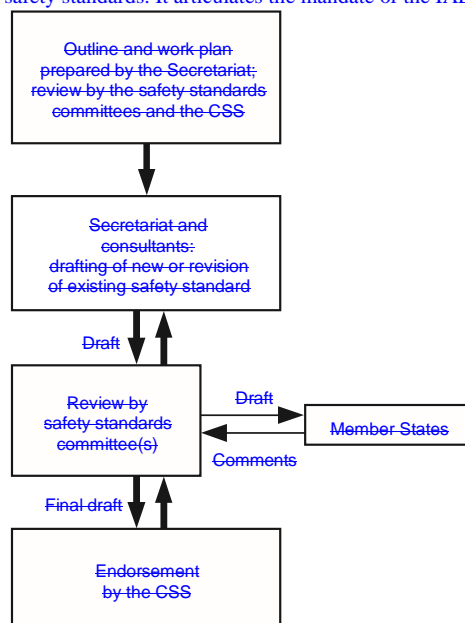 safety standards. It articulates the mandate of the IAE
Outline and work plan
prepared by the Secretariat;
review by the safety standards
committees and the CSS
Secretariat and
consultants:
drafting of new or revision
of existing safety standard
Draft
Review by
safety standards
committee(s)
Draft
Member States
Comments
Final draft
Endorsement
by the CSS